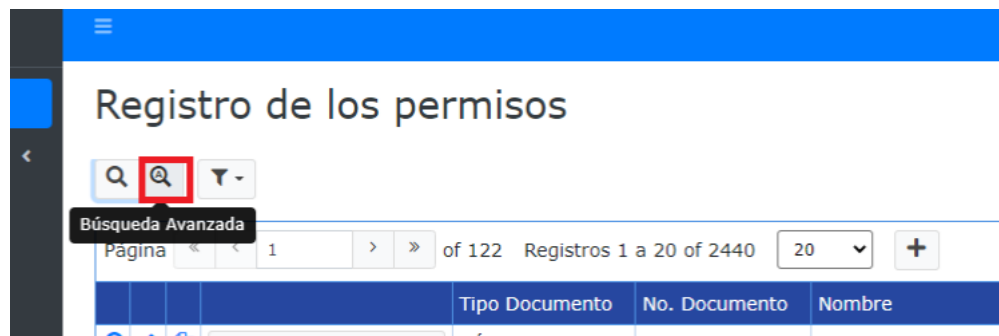 Registro de los permisos
Búsqueda Avanzada
Página « < 1 > » of 122 Registros 1 a 20 of 2440 20 +
Tipo Documento No. Documento Nombre